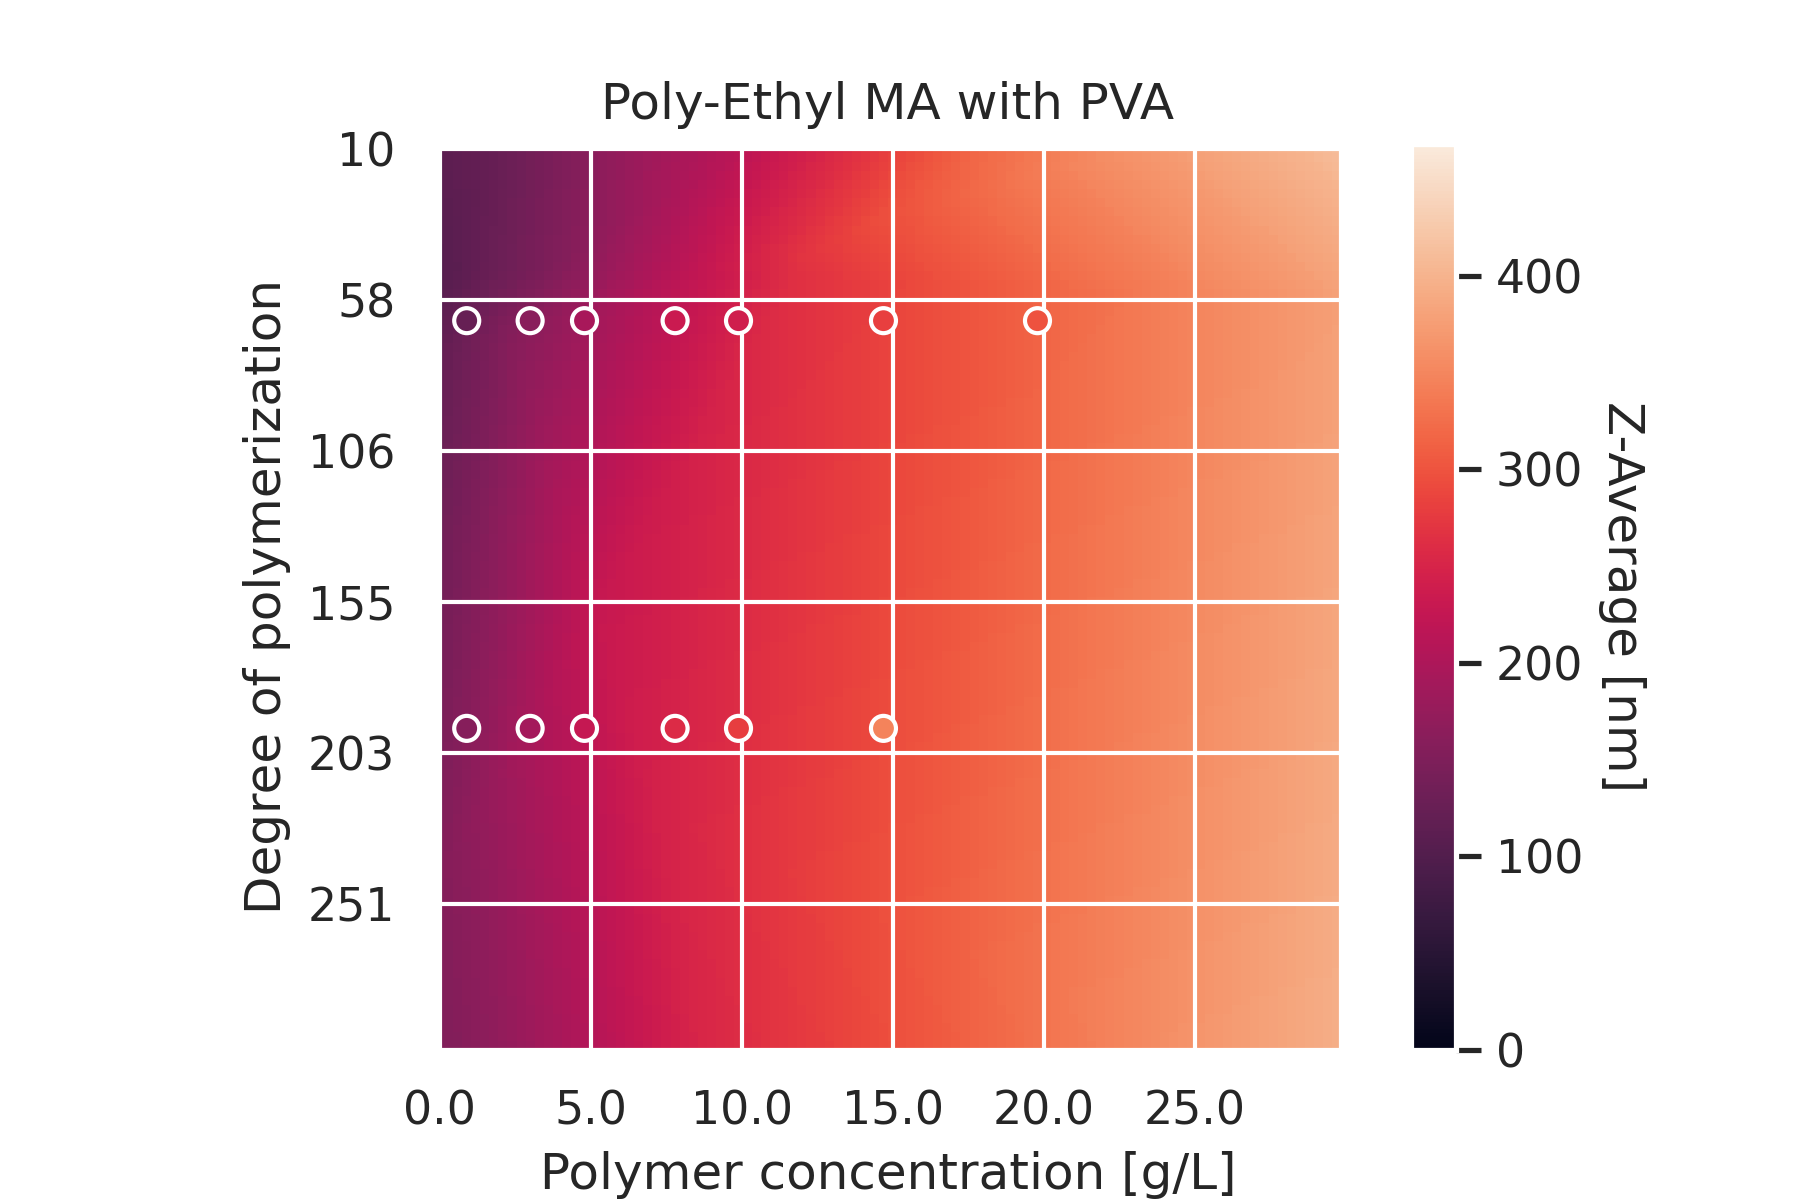 Poly-Ethyl MA with PVA
10
58
106
155
203
251
Degree of polymerization
0.0 5.0 10.0 15.0 20.0 25.0
Polymer concentration [g/L]
400
300
200
100
0
Z-Average [nm]